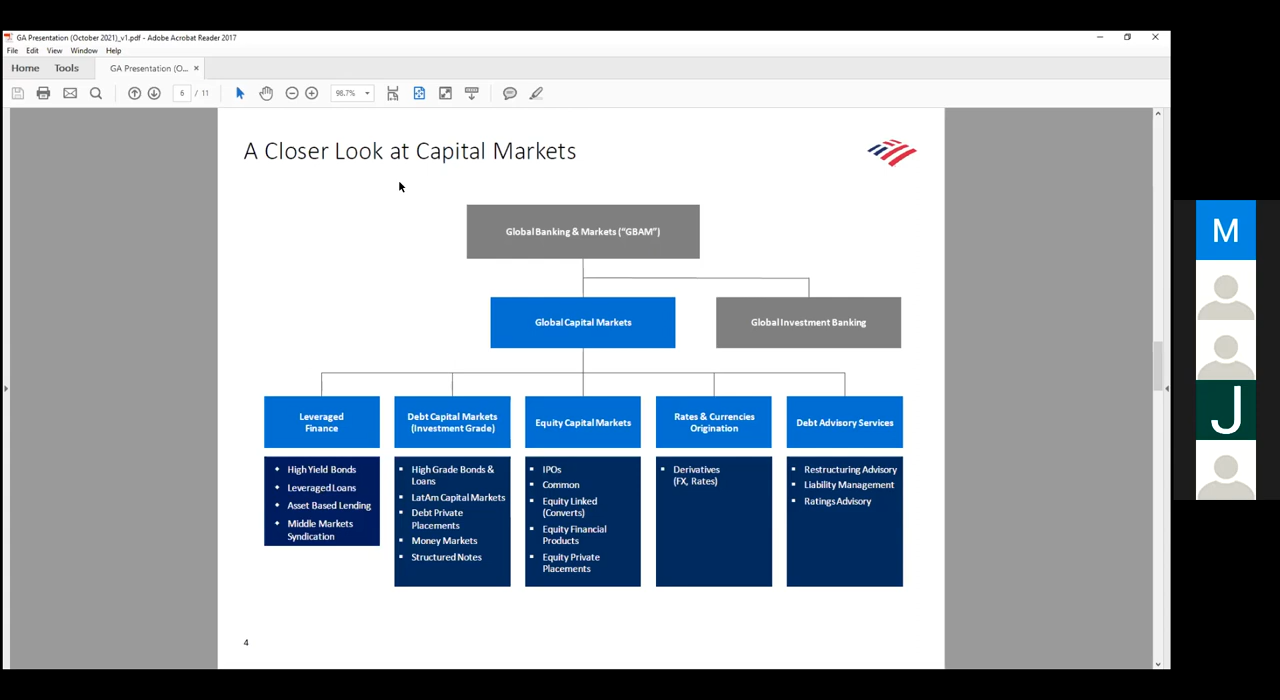 GA Presentation (October 2021)_v1.pdf - Adobe Acrobat Reader 2017
File Edit View Window Help
Home Tools GA Presentation (O... ×
6 / 11 98.7%
A Closer Look at Capital Markets
Global Banking & Markets ("GBAM")
Global Capital Markets
Global Investment Banking
Leveraged
Finance
High Yield Bonds
Leveraged Loans
Asset Based Lending
Middle Markets
Syndication
Debt Capital Markets
(Investment Grade)
High Grade Bonds &
Loans
LatAm Capital Markets
Debt Private
Placements
Money Markets
Structured Notes
Equity Capital Markets
IPOs
Common
Equity Linked
(Converts)
Equity Financial
Products
Equity Private
Placements
Rates & Currencies
Origination
Derivatives
(FX, Rates)
Debt Advisory Services
Restructuring Advisory
Liability Management
Ratings Advisory
4
M
J